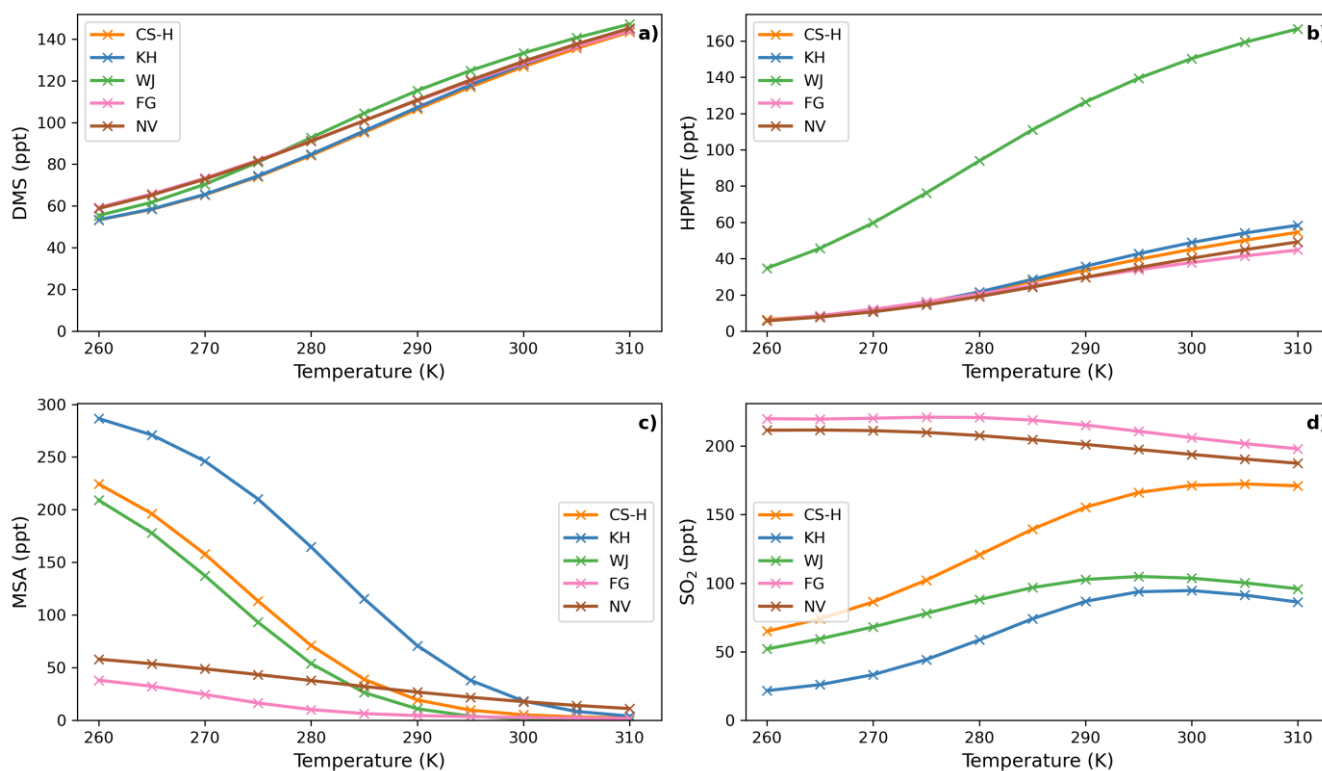 a)
CS-H
KH
WJ
FG
NV
140
120
100
80
60
40
20
0
DMS (ppt)
260 270 280 290 300 310
Temperature (K)
b)
CS-H
KH
WJ
FG
NV
160
140
120
100
80
60
40
20
0
HPMTF (ppt)
260 270 280 290 300 310
Temperature (K)
c)
CS-H
KH
WJ
FG
NV
300
250
200
150
100
50
0
MSA (ppt)
260 270 280 290 300 310
Temperature (K)
d)
CS-H
KH
WJ
FG
NV
200
150
100
50
0
SO₂ (ppt)
260 270 280 290 300 310
Temperature (K)